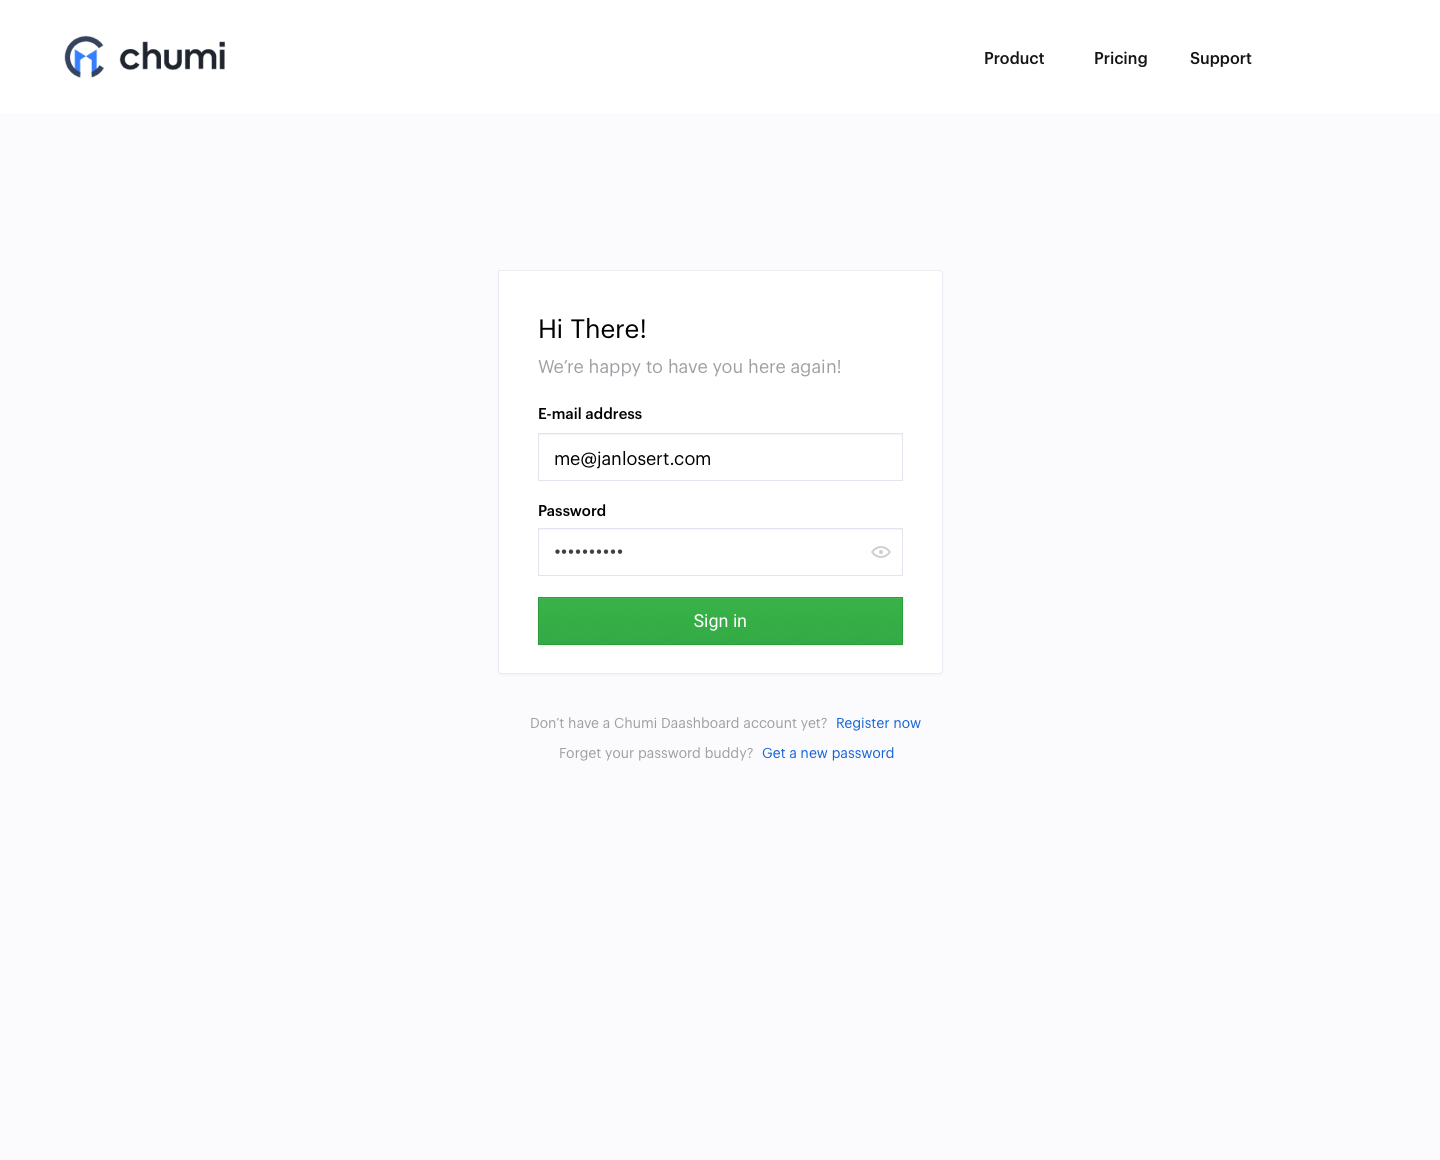 chumi
Product Pricing Support
Hi There!
We’re happy to have you here again!
E-mail address
me@janlosert.com
Password
••••••••••
Sign in
Don’t have a Chumi Daashboard account yet? Register now
Forget your password buddy? Get a new password